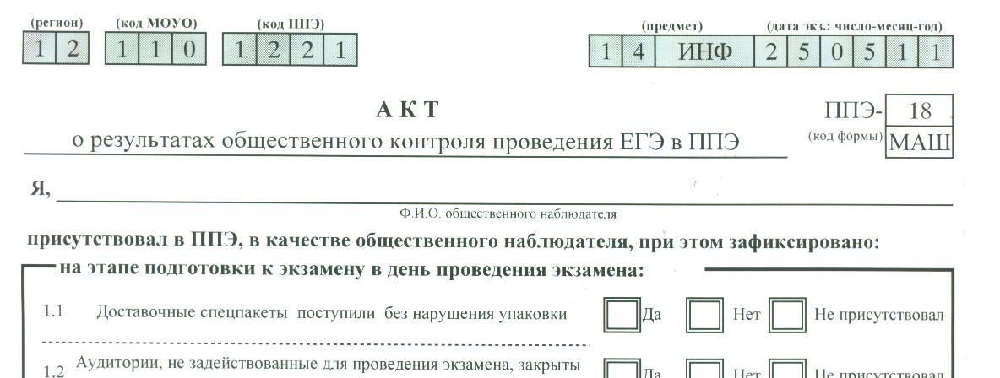 (регион) (код МОУО) (код ППЭ) (предмет) (дата экз.: число-месяц-год)
1 2 1 1 0 1 2 2 1 1 4 ИНФ 2 5 0 5 1 1
А К Т ППЭ- 18
о результатах общественного контроля проведения ЕГЭ в ППЭ (код формы) МАШ
Я,
Ф.И.О. общественного наблюдателя
присутствовал в ППЭ, в качестве общественного наблюдателя, при этом зафиксировано:
на этапе подготовки к экзамену в день проведения экзамена:
1.1 Доставочные спецпакеты поступили без нарушения упаковки Да Нет Не присутствовал
1.2 Аудитории, не задействованные для проведения экзамена, закрыты Да Нет Не присутствовал